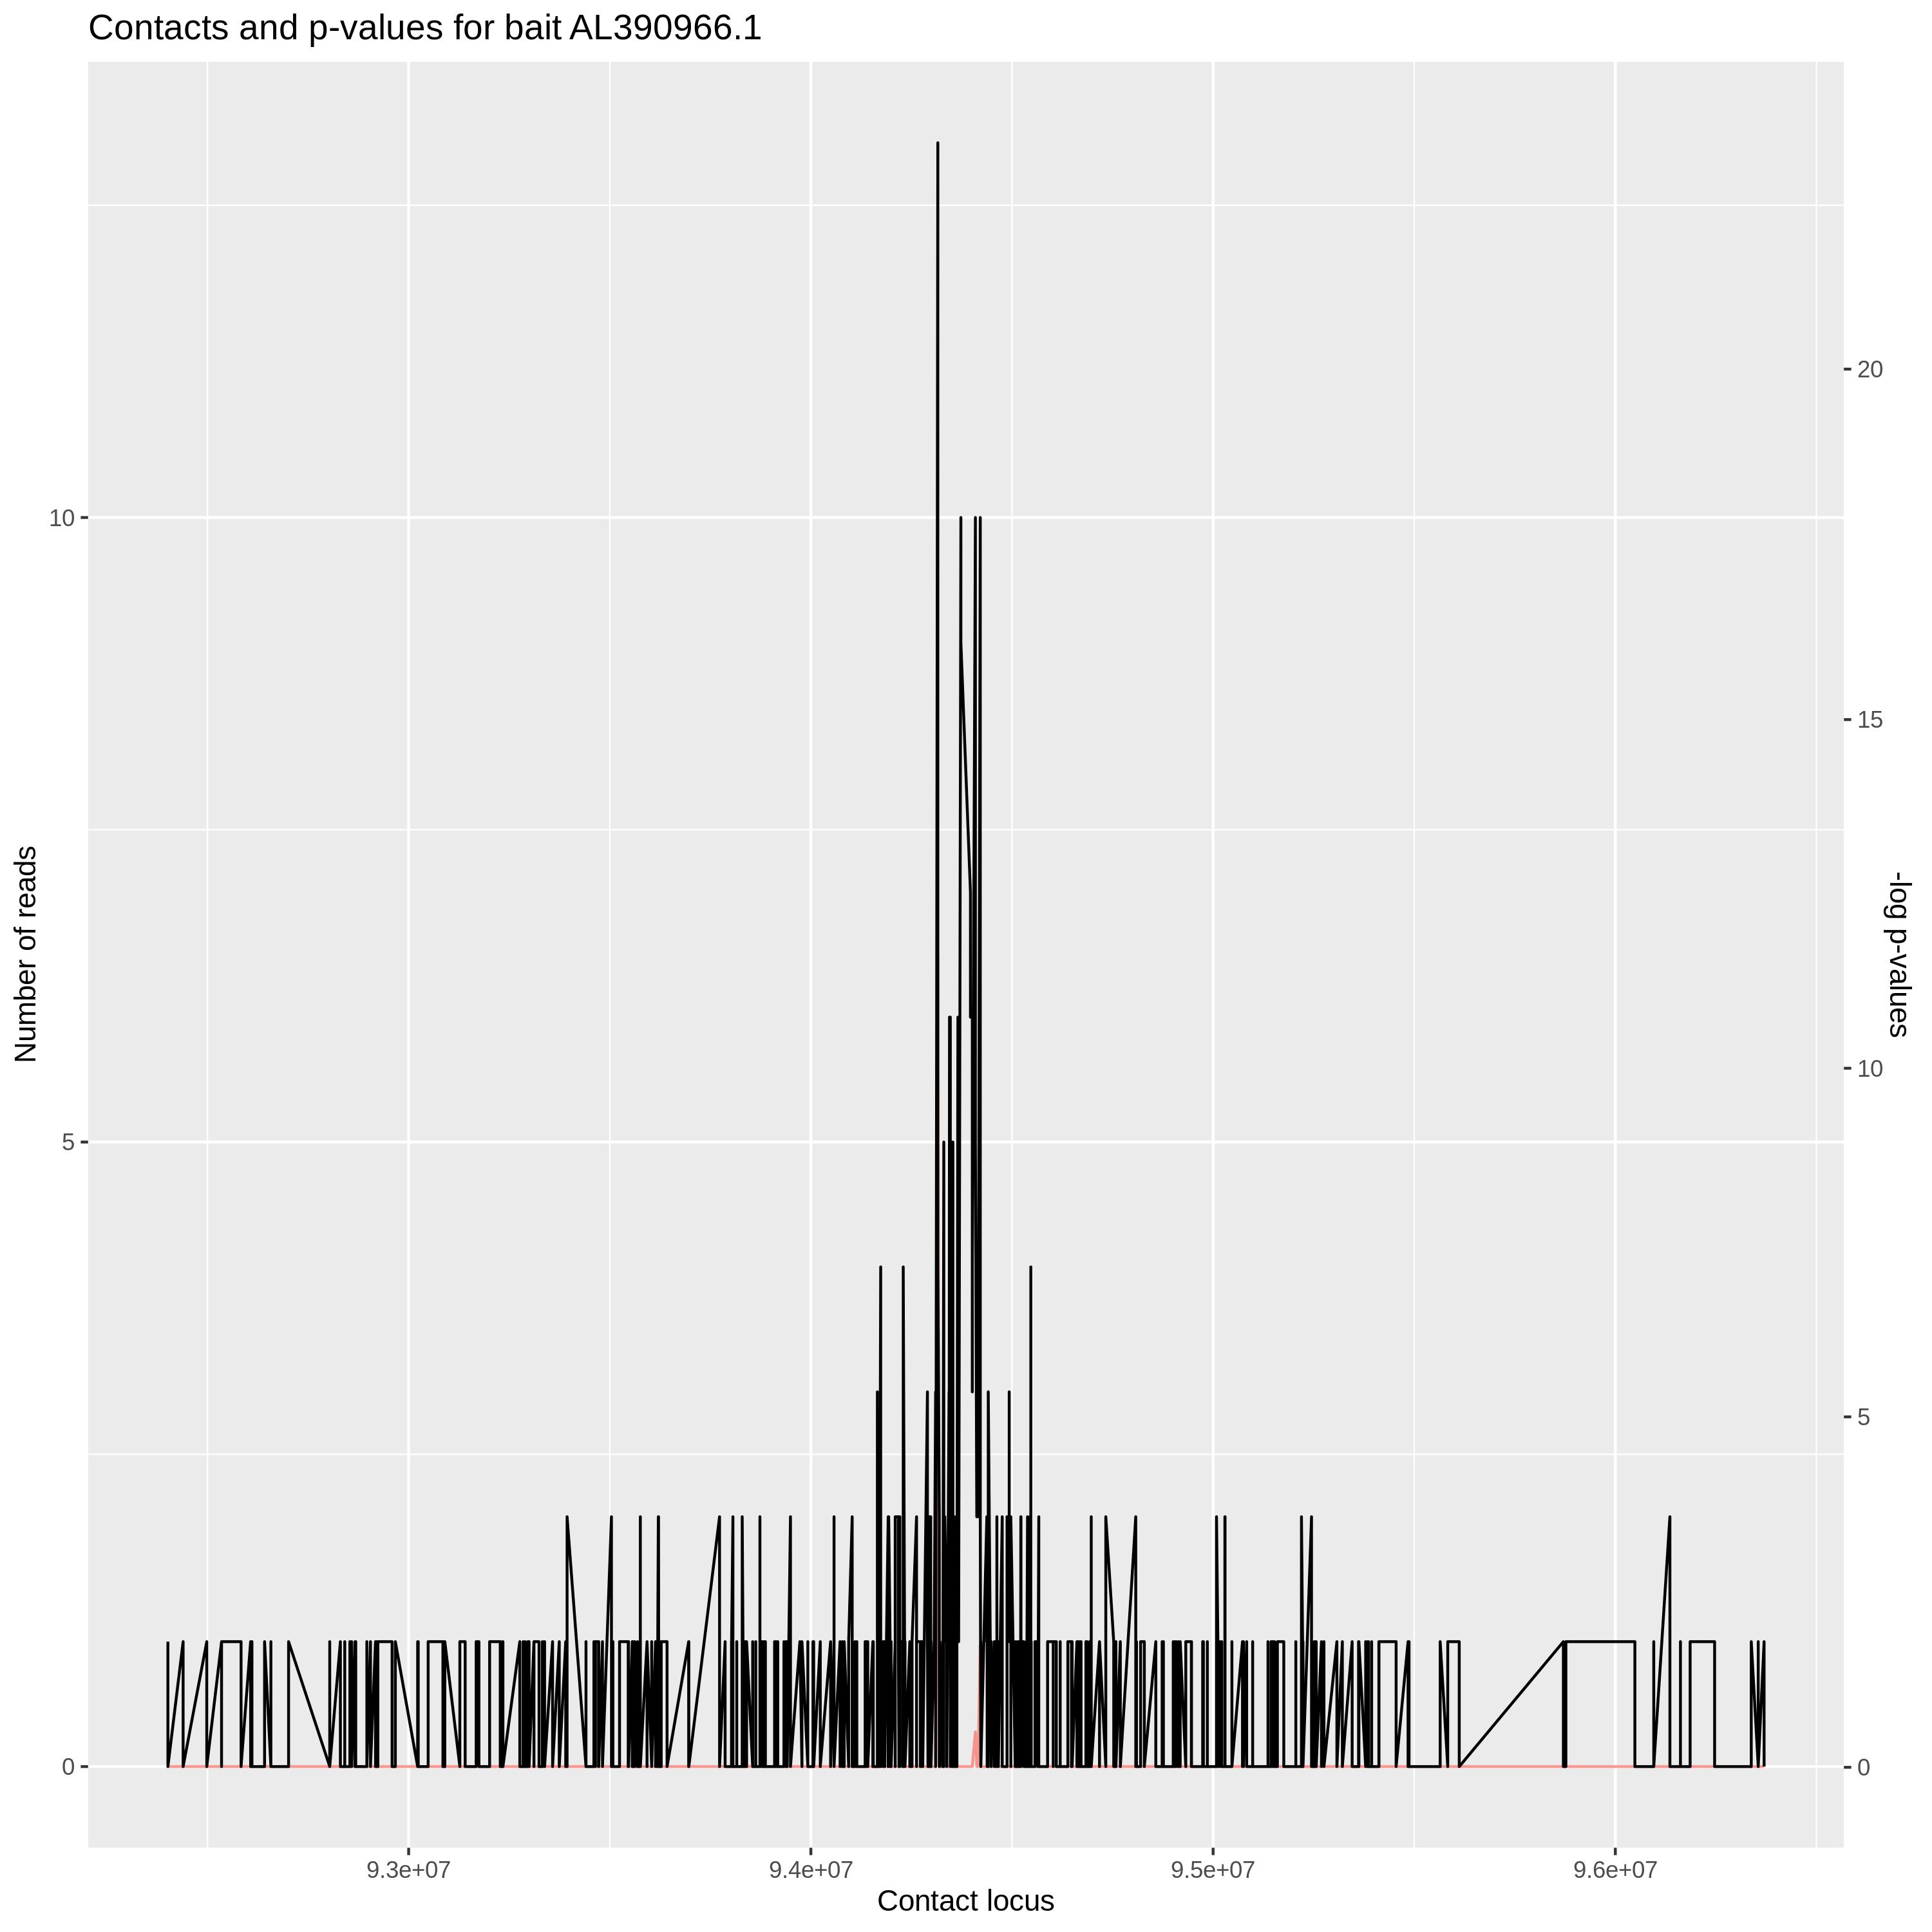 Contacts and p-values for bait AL390966.1
10
5
0
Number of reads
20
15
10
5
0
-log p-values
9.3e+07
9.4e+07
9.5e+07
9.6e+07
Contact locus